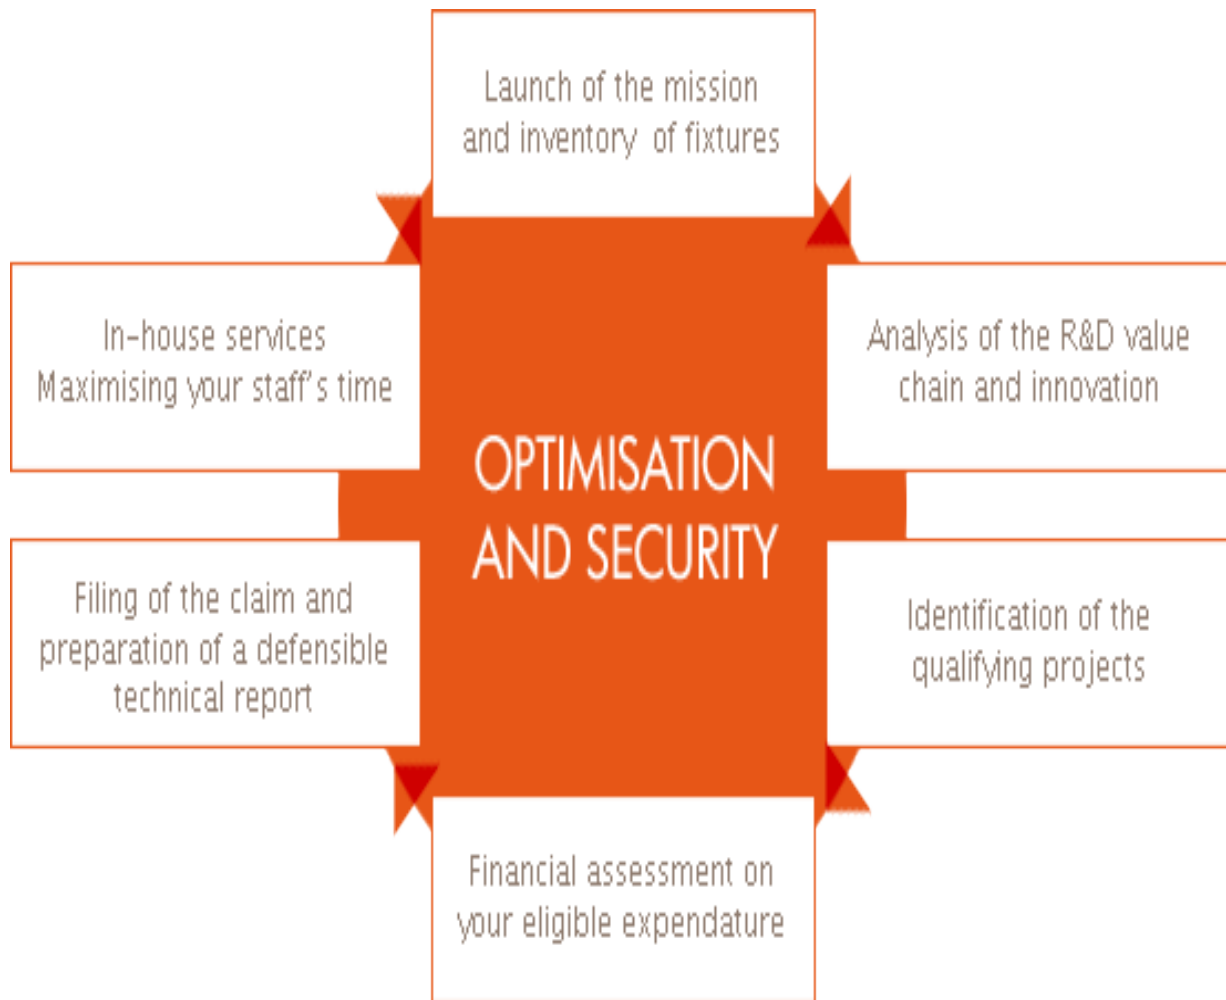 Launch of the mission
and inventory of fixtures
Analysis of the R&D value
chain and innovation
Identification of the
qualifying projects
Financial assessment on
your eligible expendature
Filing of the claim and
preparation of a defensible
technical report
In-house services
Maximising your staff's time
OPTIMISATION
AND SECURITY